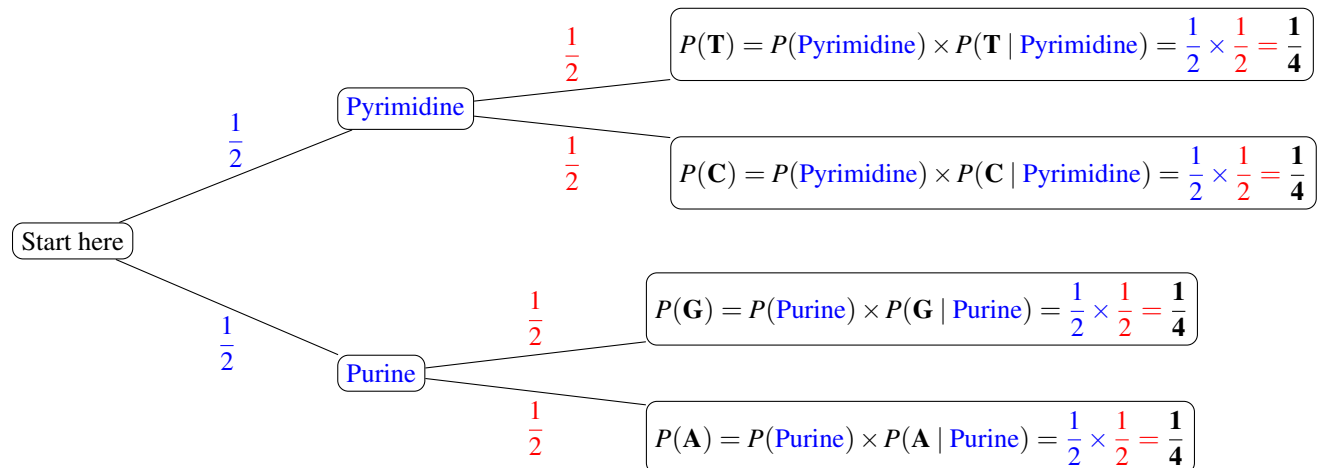 1/2
P(T) = P(Pyrimidine) × P(T | Pyrimidine) = 1/2 × 1/2 = 1/4
Pyrimidine
1/2
1/2
P(C) = P(Pyrimidine) × P(C | Pyrimidine) = 1/2 × 1/2 = 1/4
Start here
1/2
1/2
P(G) = P(Purine) × P(G | Purine) = 1/2 × 1/2 = 1/4
Purine
1/2
P(A) = P(Purine) × P(A | Purine) = 1/2 × 1/2 = 1/4